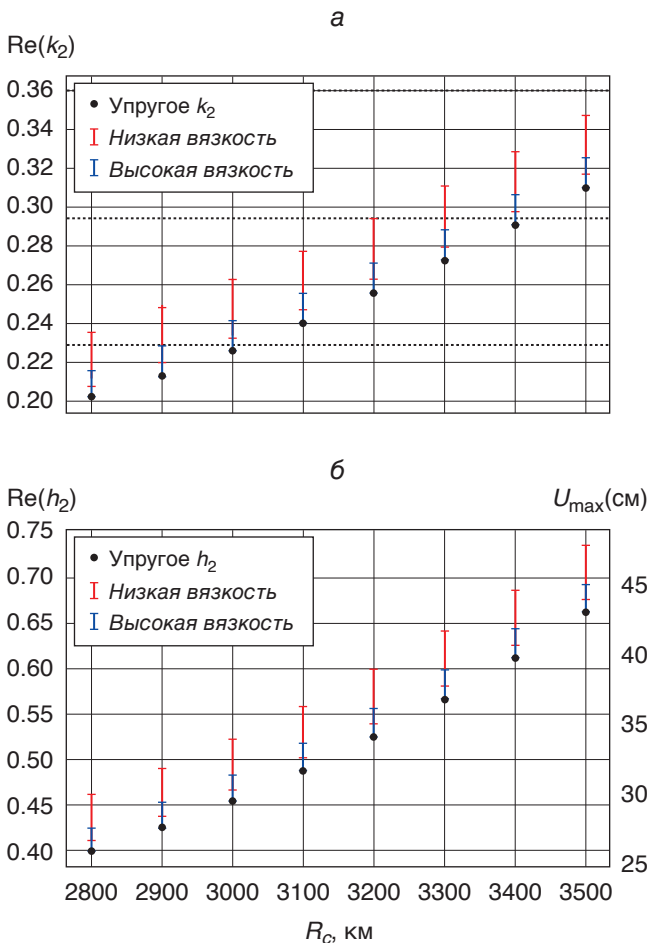 а
Re(k₂)
0.36
0.34
0.32
0.30
0.28
0.26
0.24
0.22
0.20
Упругое k₂
Низкая вязкость
Высокая вязкость
б
Re(h₂) U_max(см)
0.75
0.70
0.65
0.60
0.55
0.50
0.45
0.40
Упругое h₂
Низкая вязкость
Высокая вязкость
45
40
35
30
25
2800 2900 3000 3100 3200 3300 3400 3500
R_c, км